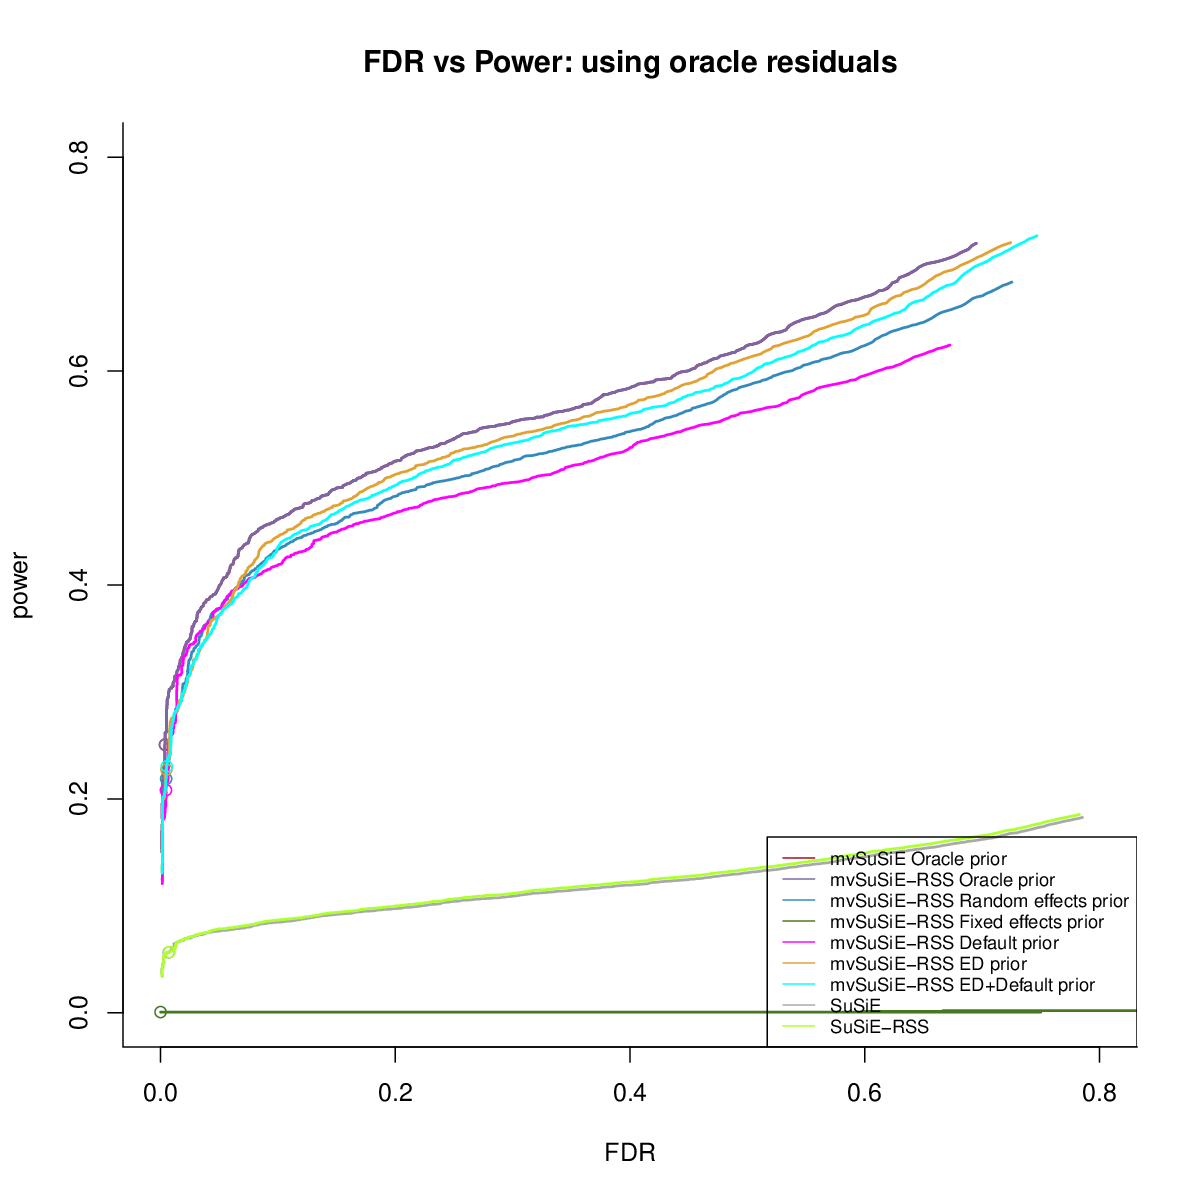 FDR vs Power: using oracle residuals
power
0.8
0.6
0.4
0.2
0.0
mvSuSiE Oracle prior
mvSuSiE−RSS Oracle prior
mvSuSiE−RSS Random effects prior
mvSuSiE−RSS Fixed effects prior
mvSuSiE−RSS Default prior
mvSuSiE−RSS ED prior
mvSuSiE−RSS ED+Default prior
SuSiE
SuSiE−RSS
0.0 0.2 0.4 0.6 0.8
FDR